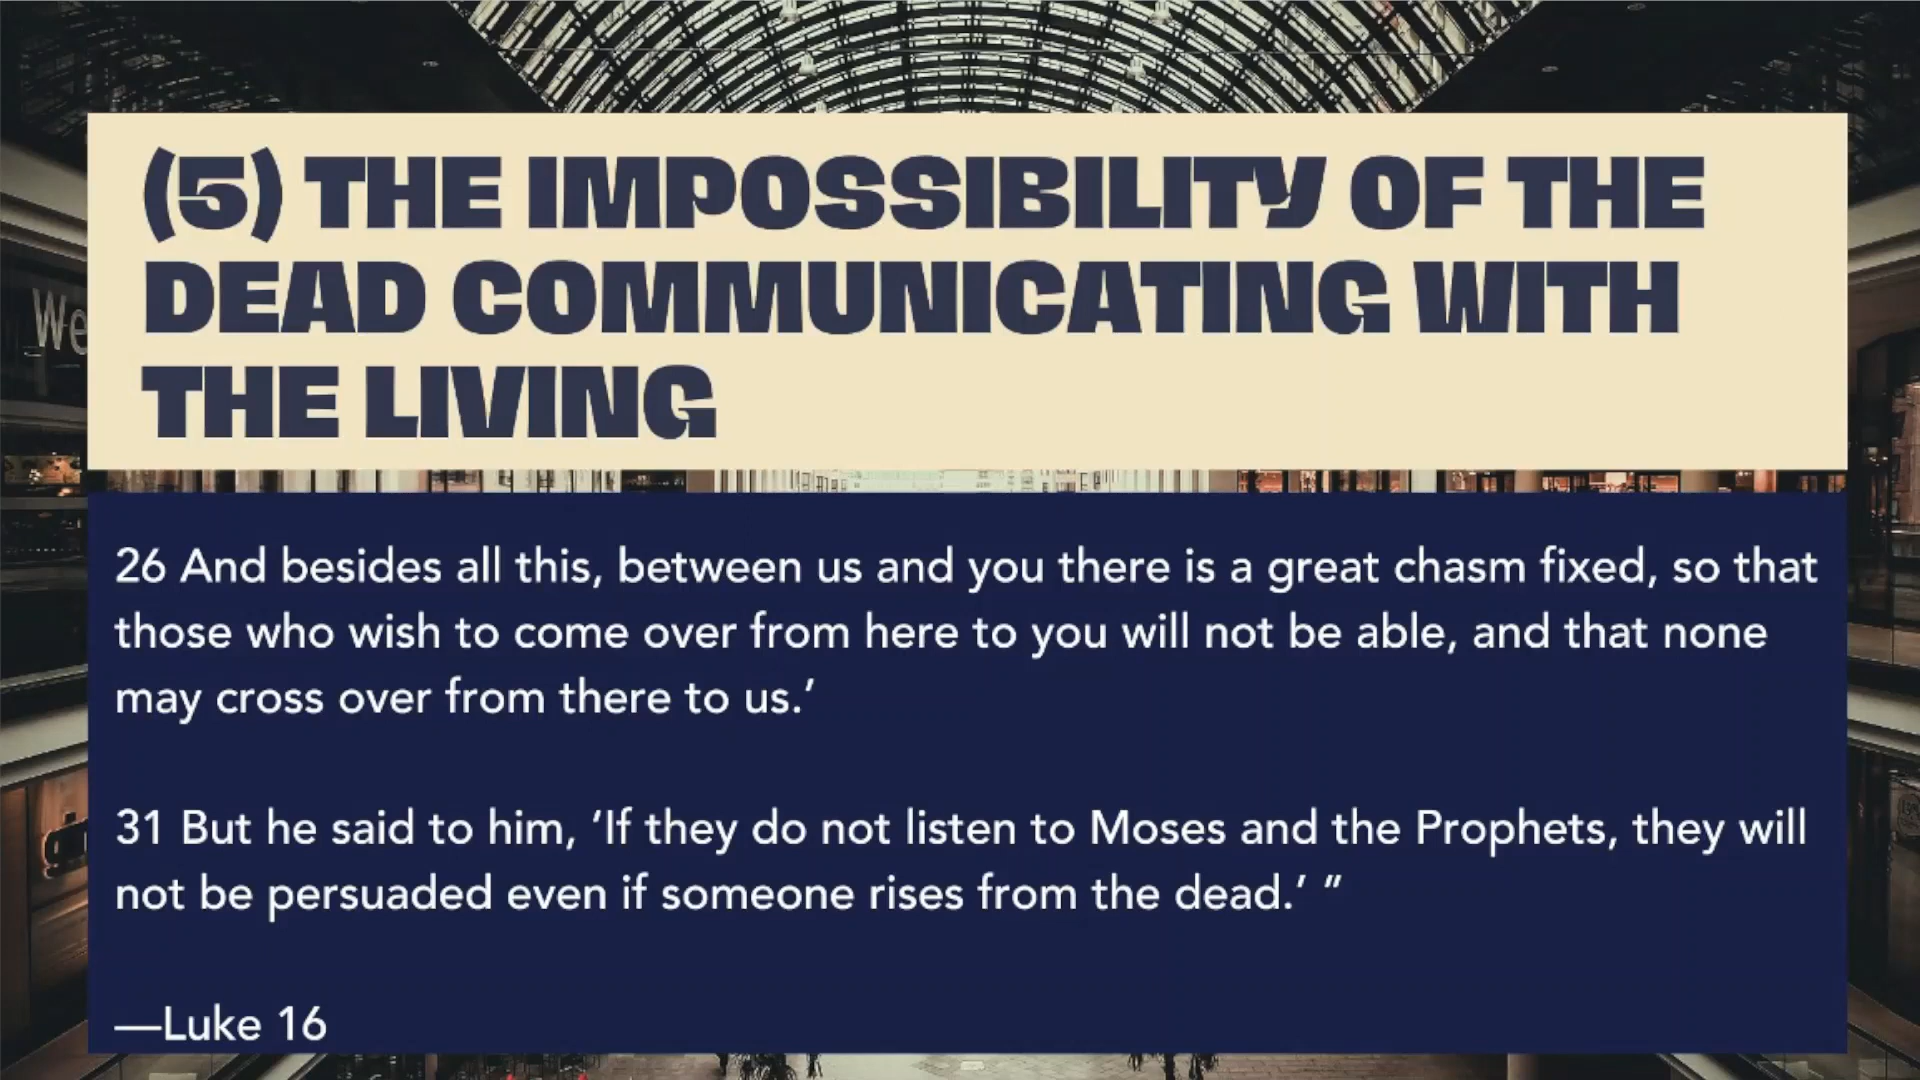 (5) THE IMPOSSIBILITY OF THE
DEAD COMMUNICATING WITH
THE LIVING
We
26 And besides all this, between us and you there is a great chasm fixed, so that
those who wish to come over from here to you will not be able, and that none
may cross over from there to us.’
31 But he said to him, ‘If they do not listen to Moses and the Prophets, they will
not be persuaded even if someone rises from the dead.’ ”
—Luke 16